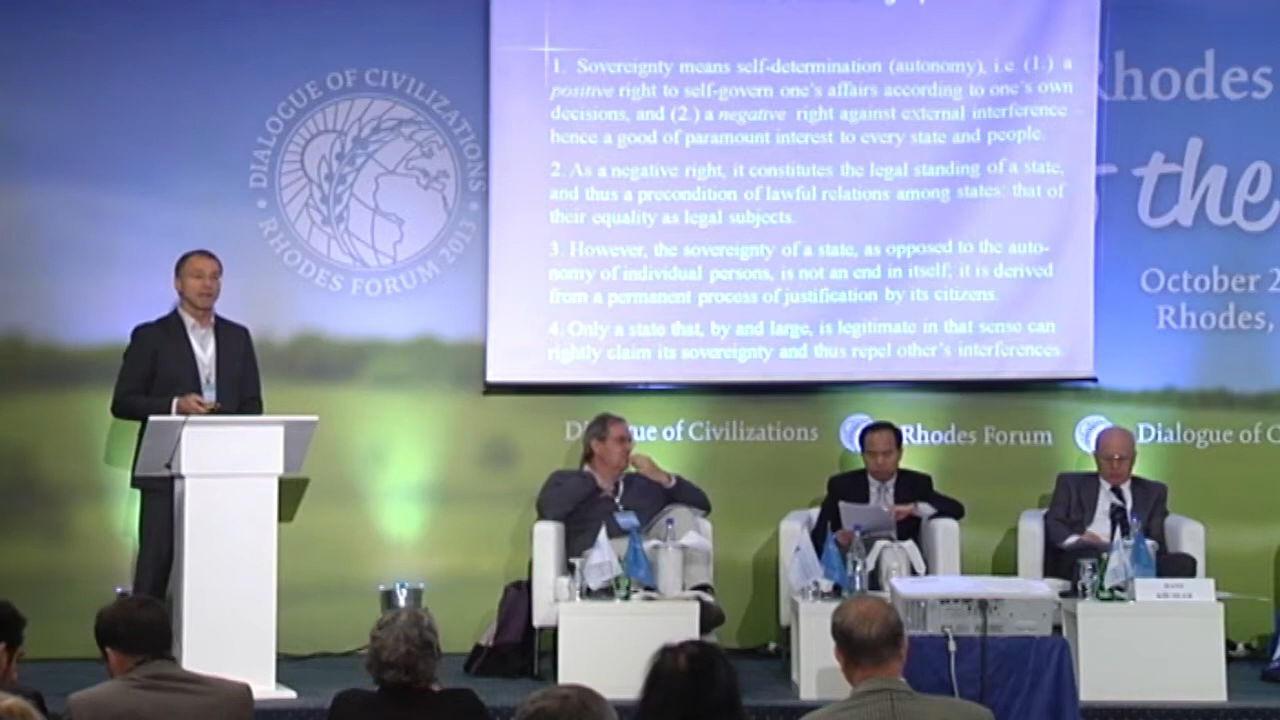 1. Sovereignty means self-determination (autonomy), i.e. (1.) a
positive right to self-govern one's affairs according to one's own
decisions, and (2.) a negative right against external interference
hence a good of paramount interest to every state and people.
2. As a negative right, it constitutes the legal standing of a state,
and thus a precondition of lawful relations among states: that of
their equality as legal subjects.
3. However, the sovereignty of a state, as opposed to the auto-
nomy of individual persons, is not an end in itself; it is derived
from a permanent process of justification by its citizens.
4. Only a state that, by and large, is legitimate in that sense can
rightly claim its sovereignty and thus repel other's interferences
DIALOGUE OF CIVILIZATIONS
RHODES FORUM 2013
Rhodes
the
October 2
Rhodes,
Dialogue of Civilizations
Rhodes Forum
Dialogue of C